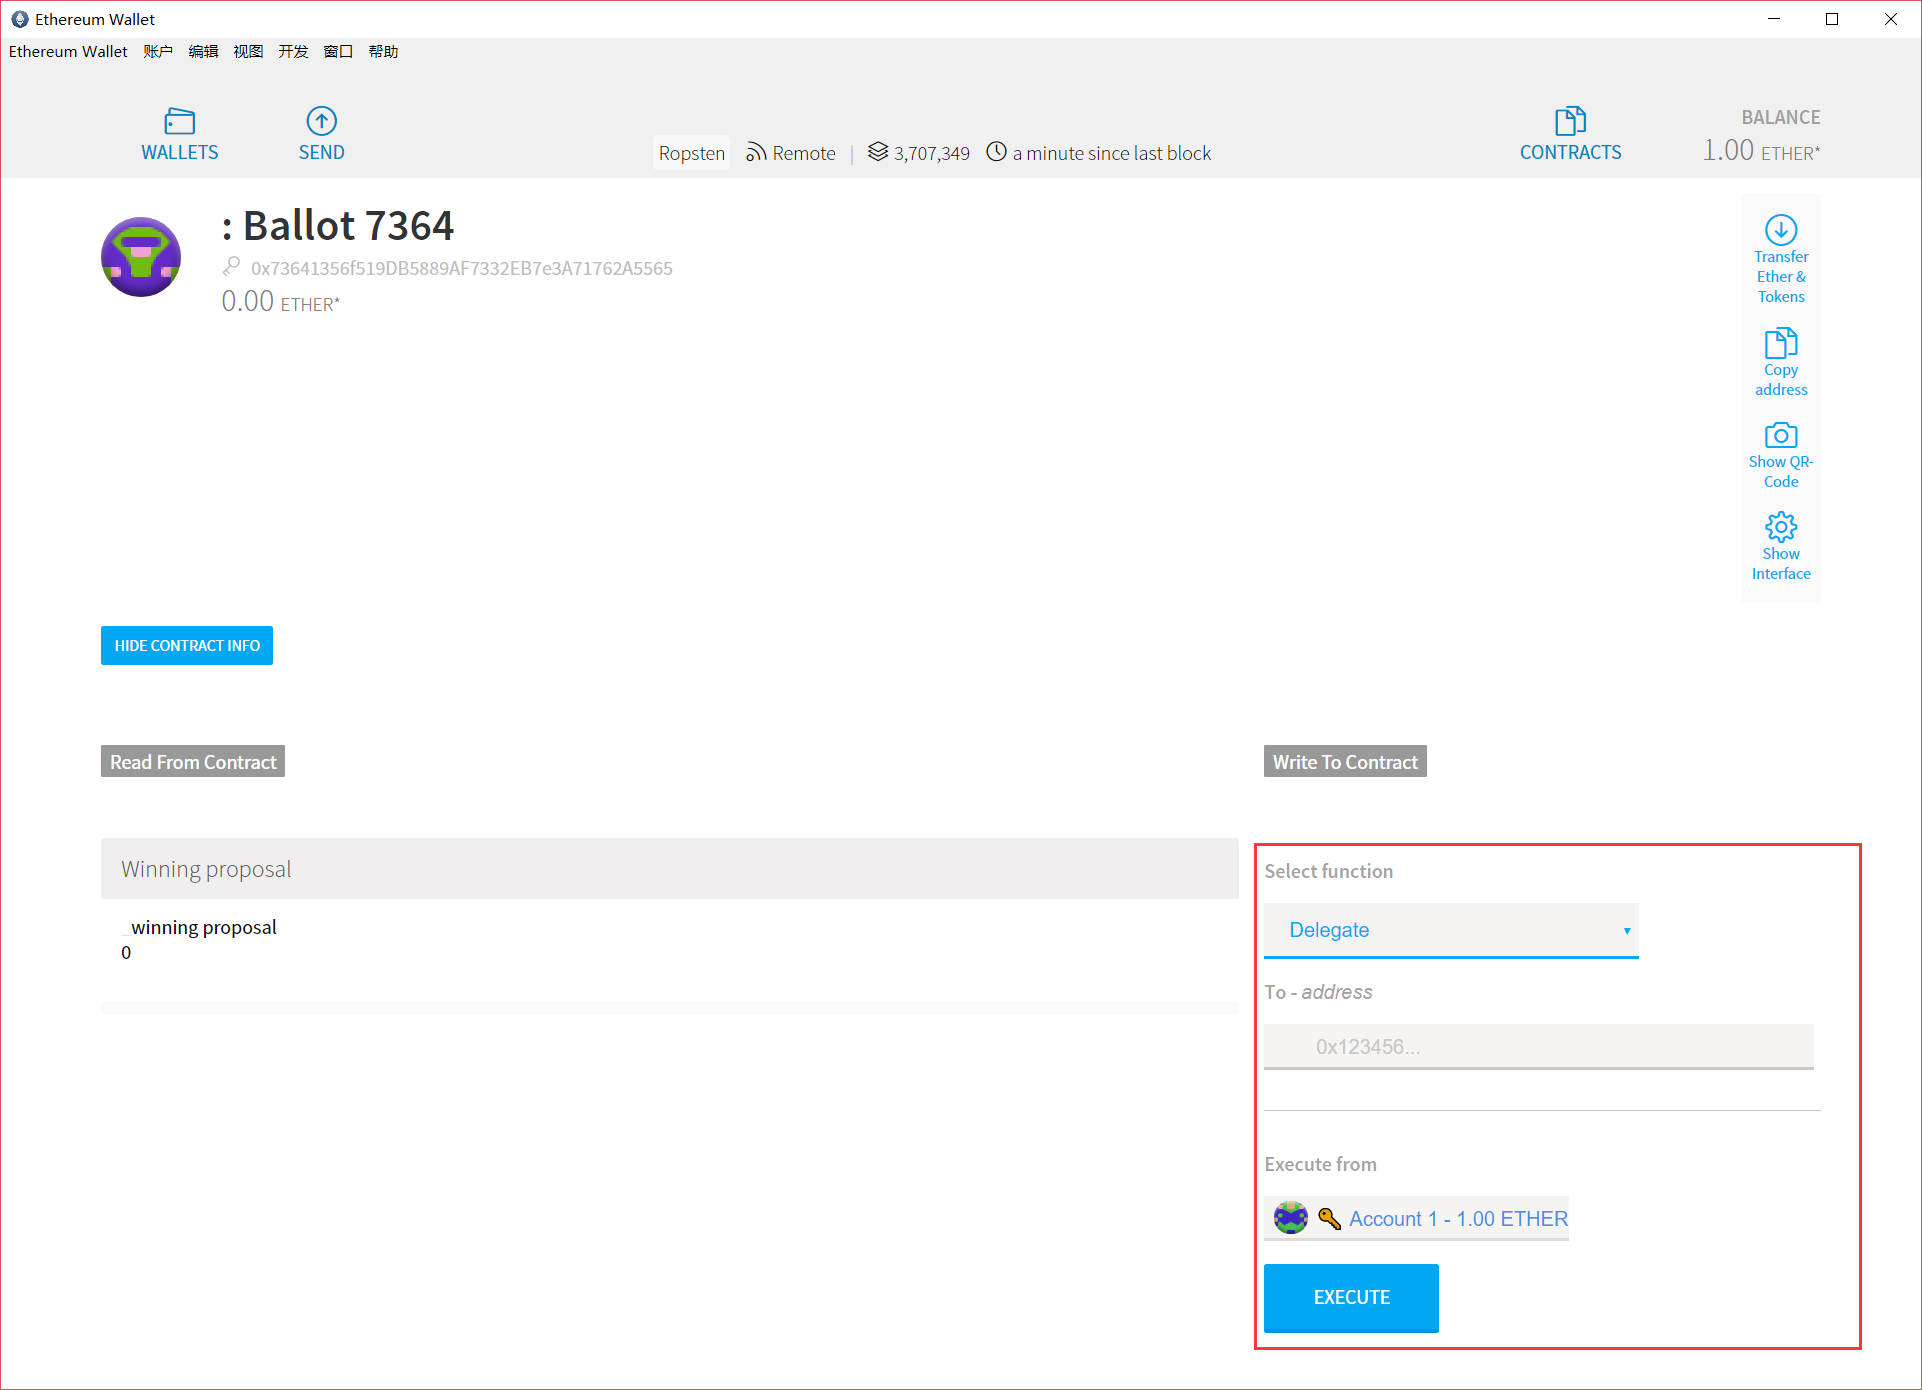 Ethereum Wallet
Ethereum Wallet 账户 编辑 视图 开发 窗口 帮助
WALLETS
SEND
Ropsten Remote | 3,707,349 a minute since last block
CONTRACTS
BALANCE
1.00 ETHER*
: Ballot 7364
0x73641356f519DB5889AF7332EB7e3A71762A5565
0.00 ETHER*
Transfer
Ether &
Tokens
Copy
address
Show QR-
Code
Show
Interface
HIDE CONTRACT INFO
Read From Contract
Winning proposal
_winning proposal
0
Write To Contract
Select function
Delegate
To - address
0x123456...
Execute from
Account 1 - 1.00 ETHER
EXECUTE